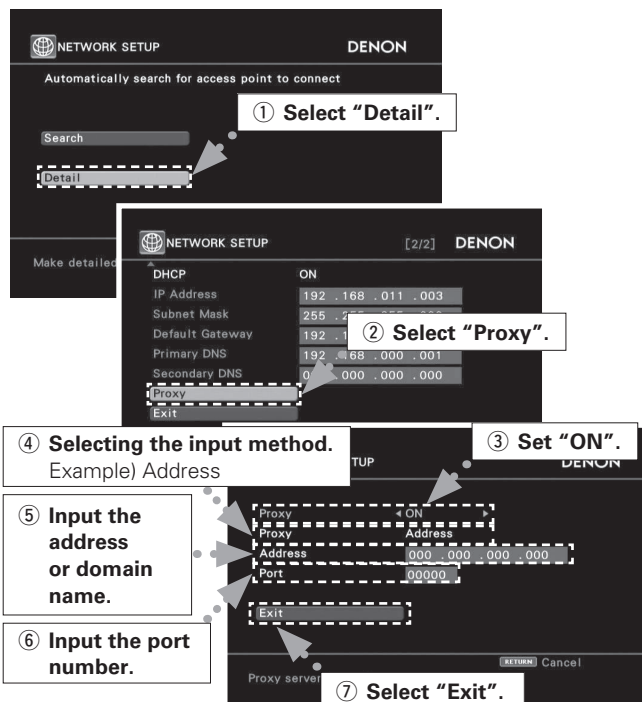 NETWORK SETUP DENON
Automatically search for access point to connect
① Select “Detail”.
Search
Detail
Make detailed
NETWORK SETUP [2/2] DENON
DHCP ON
IP Address 192 .168 .011 .003
Subnet Mask 255
Default Gateway 192
② Select “Proxy”.
Primary DNS 192 .000 .001
Secondary DNS .000 .000 .000
Proxy
Exit
④ Selecting the input method.
Example) Address
③ Set “ON”.
TUP DENON
Proxy ON
Proxy Address
Address 000 .000 .000 .000
Port 00000
⑤ Input the
address
or domain
name.
Exit
⑥ Input the port
number.
RETURN Cancel
Proxy server
⑦ Select “Exit”.